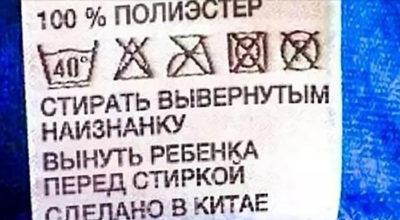 100 % ПОЛИЭСТЕР
40°
СТИРАТЬ ВЫВЕРНУТЫМ
НАИЗНАНКУ
ВЫНУТЬ РЕБЕНКА
ПЕРЕД СТИРКОЙ
СДЕЛАНО В КИТАЕ